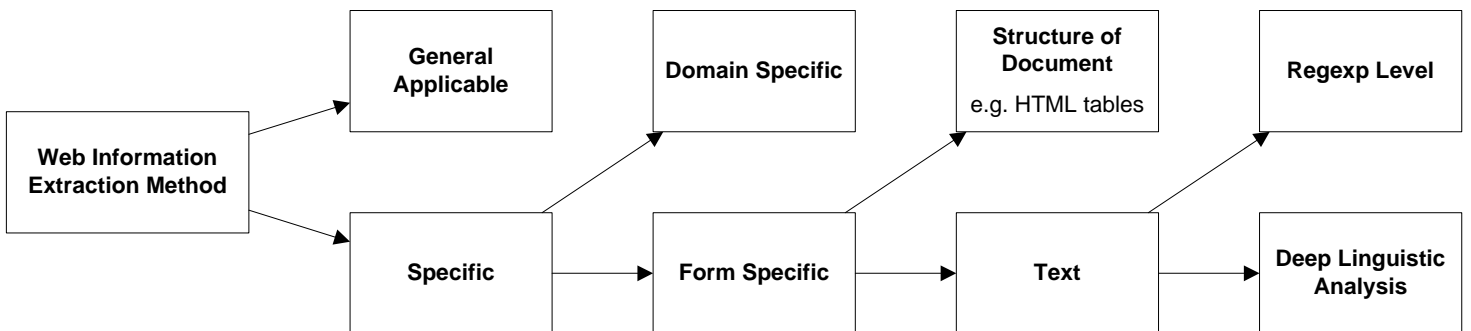 Web Information
Extraction Method
General
Applicable
Specific
Domain Specific
Form Specific
Structure of
Document
e.g. HTML tables
Text
Regexp Level
Deep Linguistic
Analysis